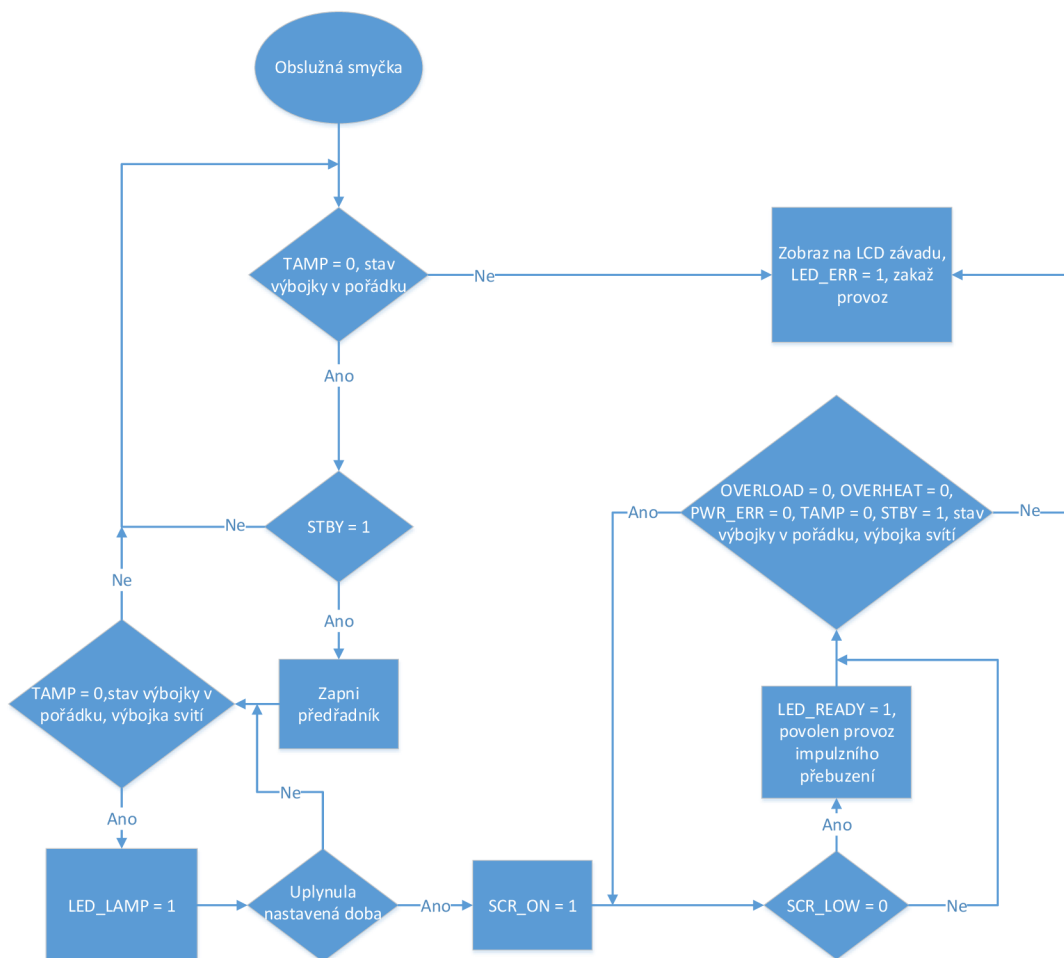 Obslužná smyčka
TAMP = 0, stav
výbojky v pořádku
Ne
Zobraz na LCD závadu,
LED_ERR = 1, zakaž
provoz
Ano
STBY = 1
Ne
Ano
OVERLOAD = 0, OVERHEAT = 0,
PWR_ERR = 0, TAMP = 0, STBY = 1, stav
výbojky v pořádku, výbojka svítí
Ano
Ne
Ne
TAMP = 0,stav výbojky v
pořádku, výbojka svití
Zapni
předřadník
LED_READY = 1,
povolen provoz
impulzního
přebuzení
Ne
Ano
Ano
LED_LAMP = 1
Uplynula
nastavená doba
Ano
SCR_ON = 1
SCR_LOW = 0
Ne